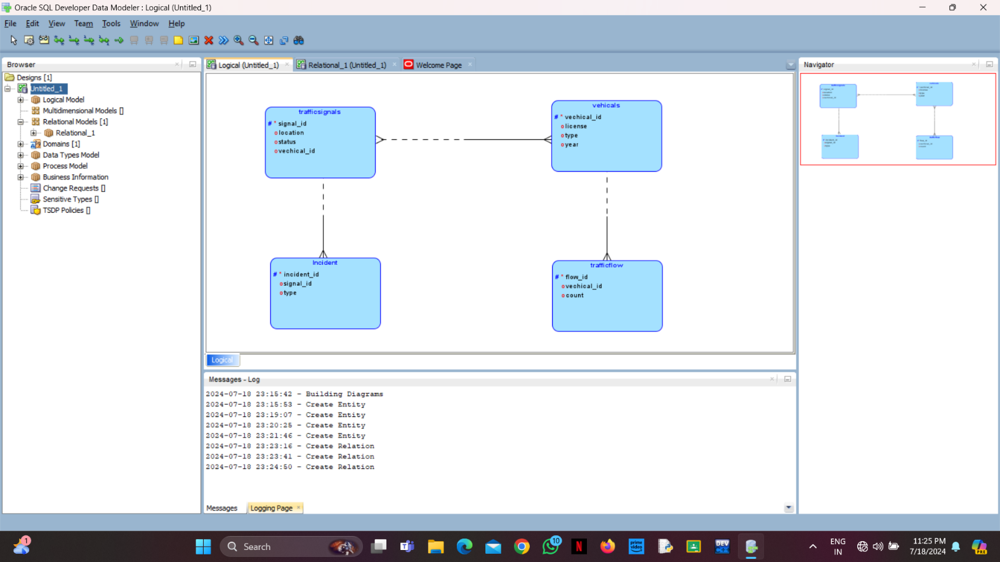 Oracle SQL Developer Data Modeler : Logical (Untitled_1)
File Edit View Team Tools Window Help
Browser
Designs [1]
Untitled_1
Logical Model
Multidimensional Models []
Relational Models [1]
Relational_1
Domains [1]
Data Types Model
Process Model
Business Information
Change Requests []
Sensitive Types []
TSDP Policies []
Logical (Untitled_1)
Relational_1 (Untitled_1)
Welcome Page
trafficsignals
# * signal_id
o location
o status
o vechical_id
vehicals
# * vechical_id
o license
o type
o year
Incident
# * incident_id
o signal_id
o type
trafficflow
# * flow_id
o vechical_id
o count
Logical
Messages - Log
2024-07-18 23:15:42 - Building Diagrams
2024-07-18 23:15:53 - Create Entity
2024-07-18 23:19:07 - Create Entity
2024-07-18 23:20:25 - Create Entity
2024-07-18 23:21:46 - Create Entity
2024-07-18 23:23:16 - Create Relation
2024-07-18 23:23:41 - Create Relation
2024-07-18 23:24:50 - Create Relation
Messages
Logging Page
Navigator
1
Search
10
N
prime video
DEV
ENG
IN
11:25 PM
7/18/2024
PRE